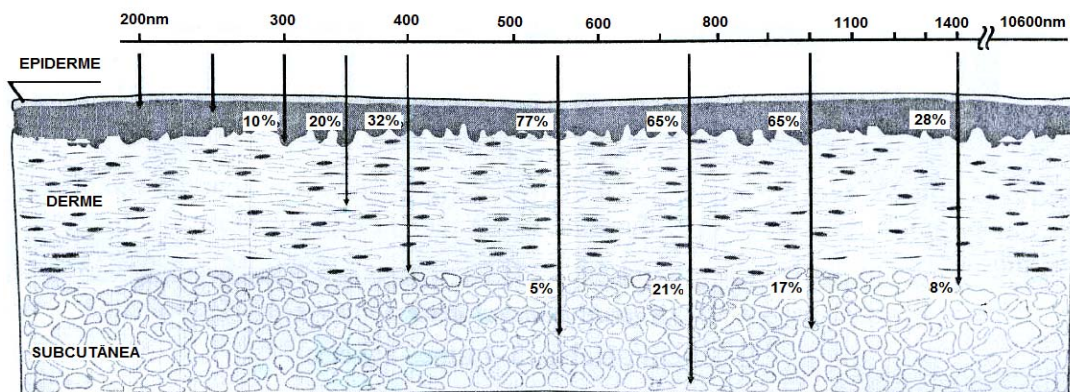 200nm 300 400 500 600 800 1100 1400 10600nm
EPIDERME
10% 20% 32% 77% 65% 65% 28%
DERME
5% 21% 17% 8%
SUBCUTÃNEA